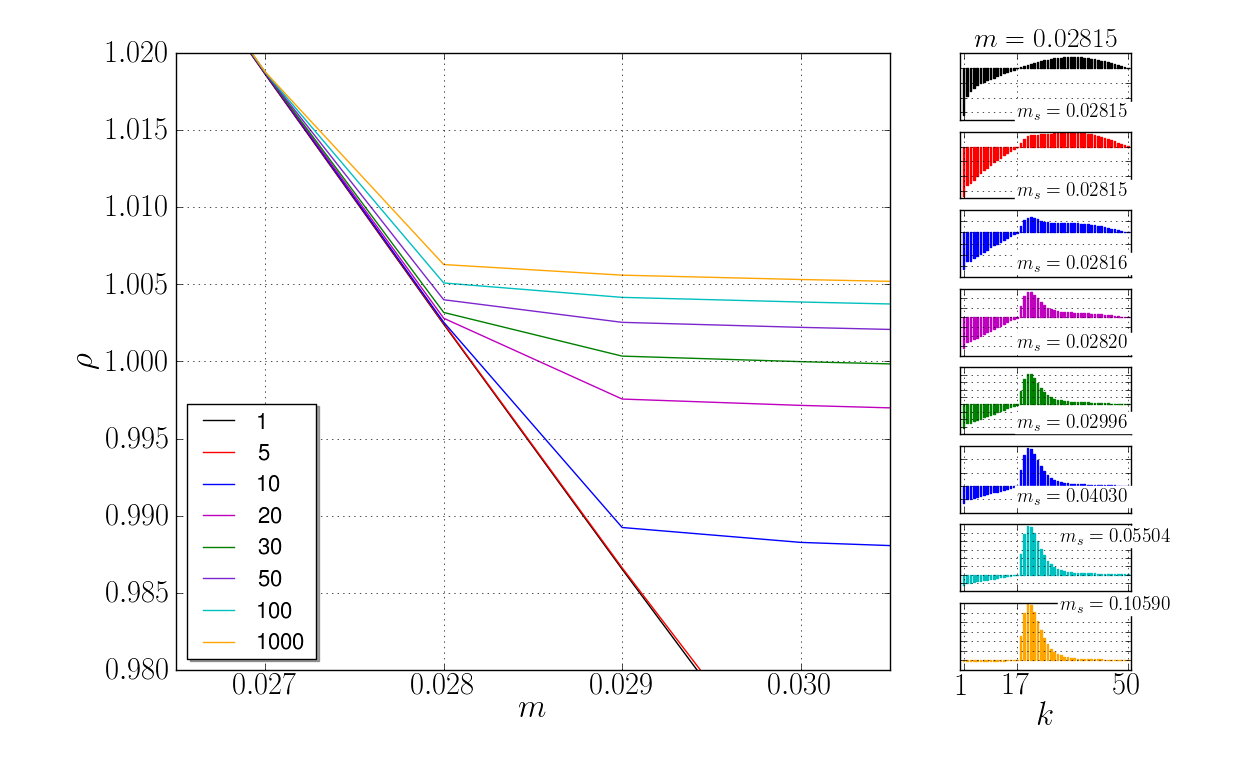 1.020
1.015
1.010
1.005
1.000
0.995
0.990
0.985
0.980
ρ
0.027
0.028
0.029
0.030
m
1
5
10
20
30
50
100
1000
m = 0.02815
m_s = 0.02815
m_s = 0.02815
m_s = 0.02816
m_s = 0.02820
m_s = 0.02996
m_s = 0.04030
m_s = 0.05504
m_s = 0.10590
1 17 50
k